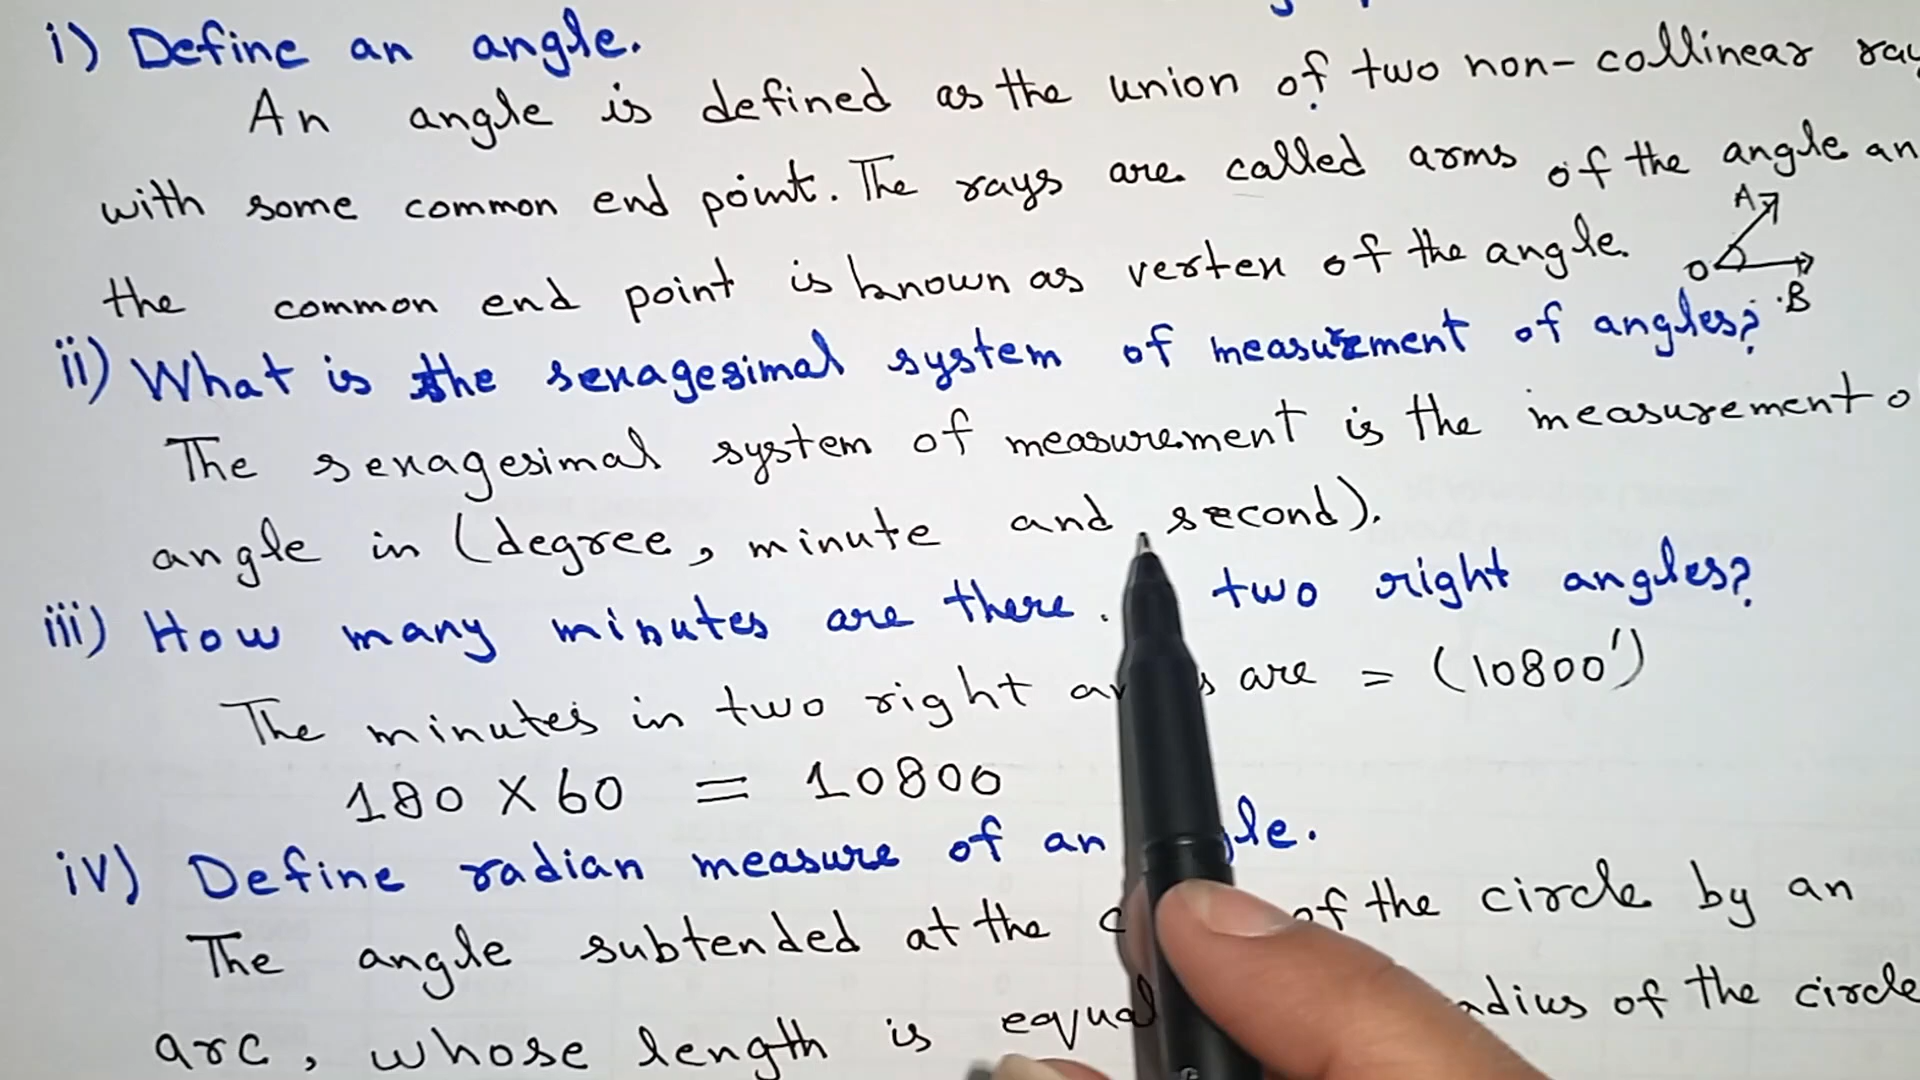 i) Define an angle.
An angle is defined as the union of two non-collinear
with some common end point. The rays are called arms of the angle
the common end point is known as vertex of the angle.
A
O
B
ii) What is the sexagesimal system of measurement of angles?
The sexagesimal system of measurement is the measurement
angle in (degree, minute and second).
iii) How many minutes are there two right angles?
The minutes in two right are = (10800')
180 X 60 = 10800
iv) Define radian measure of an
The angle subtended at the of the circle by an
arc, whose length is equal of the circle